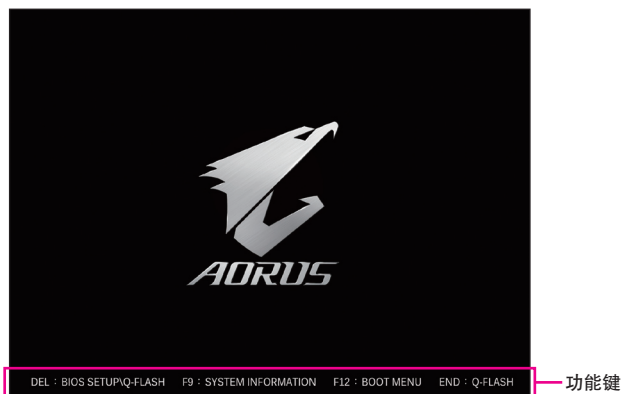 AORUS
DEL : BIOS SETUP\Q-FLASH F9 : SYSTEM INFORMATION F12 : BOOT MENU END : Q-FLASH
功能键